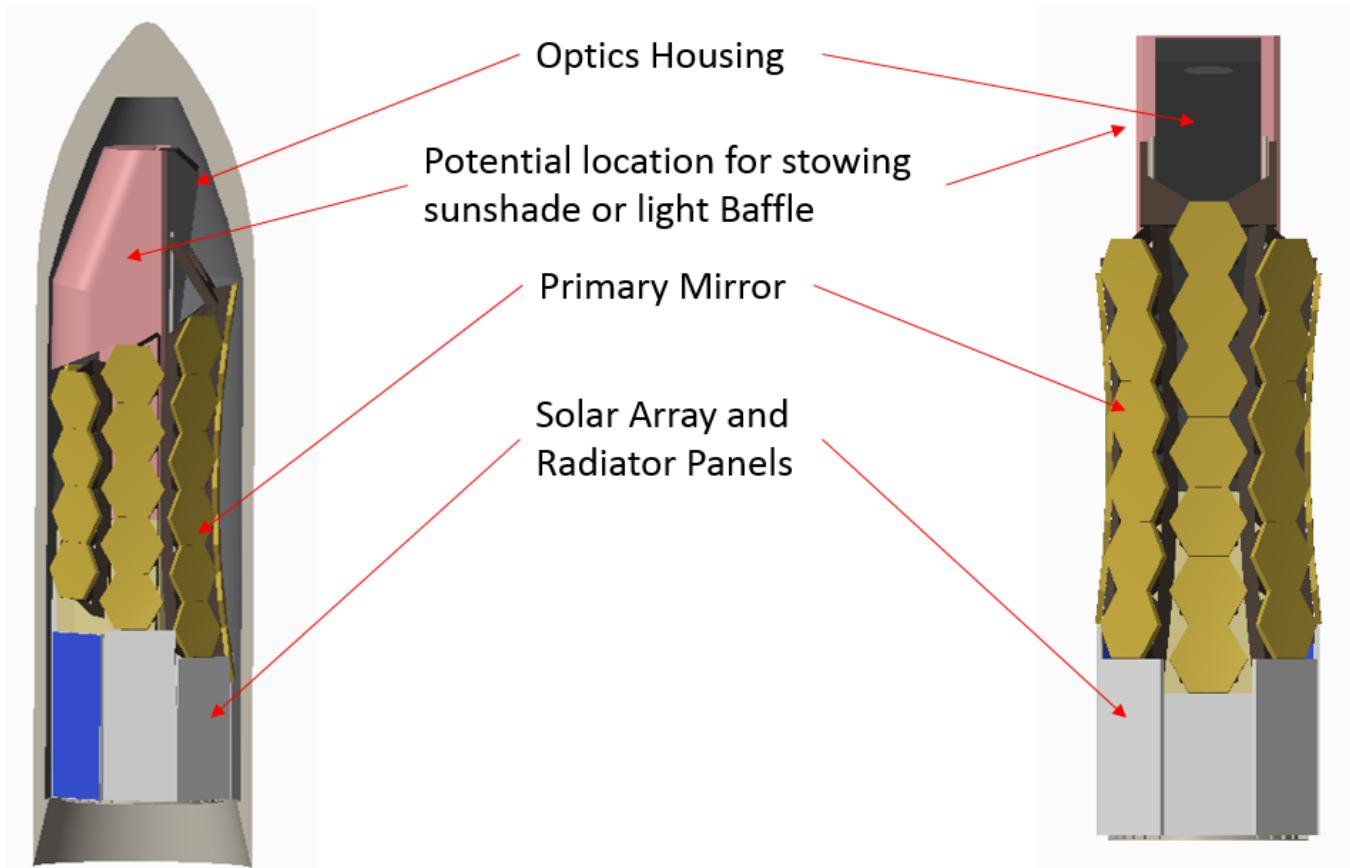 Optics Housing
Potential location for stowing
sunshade or light Baffle
Primary Mirror
Solar Array and
Radiator Panels